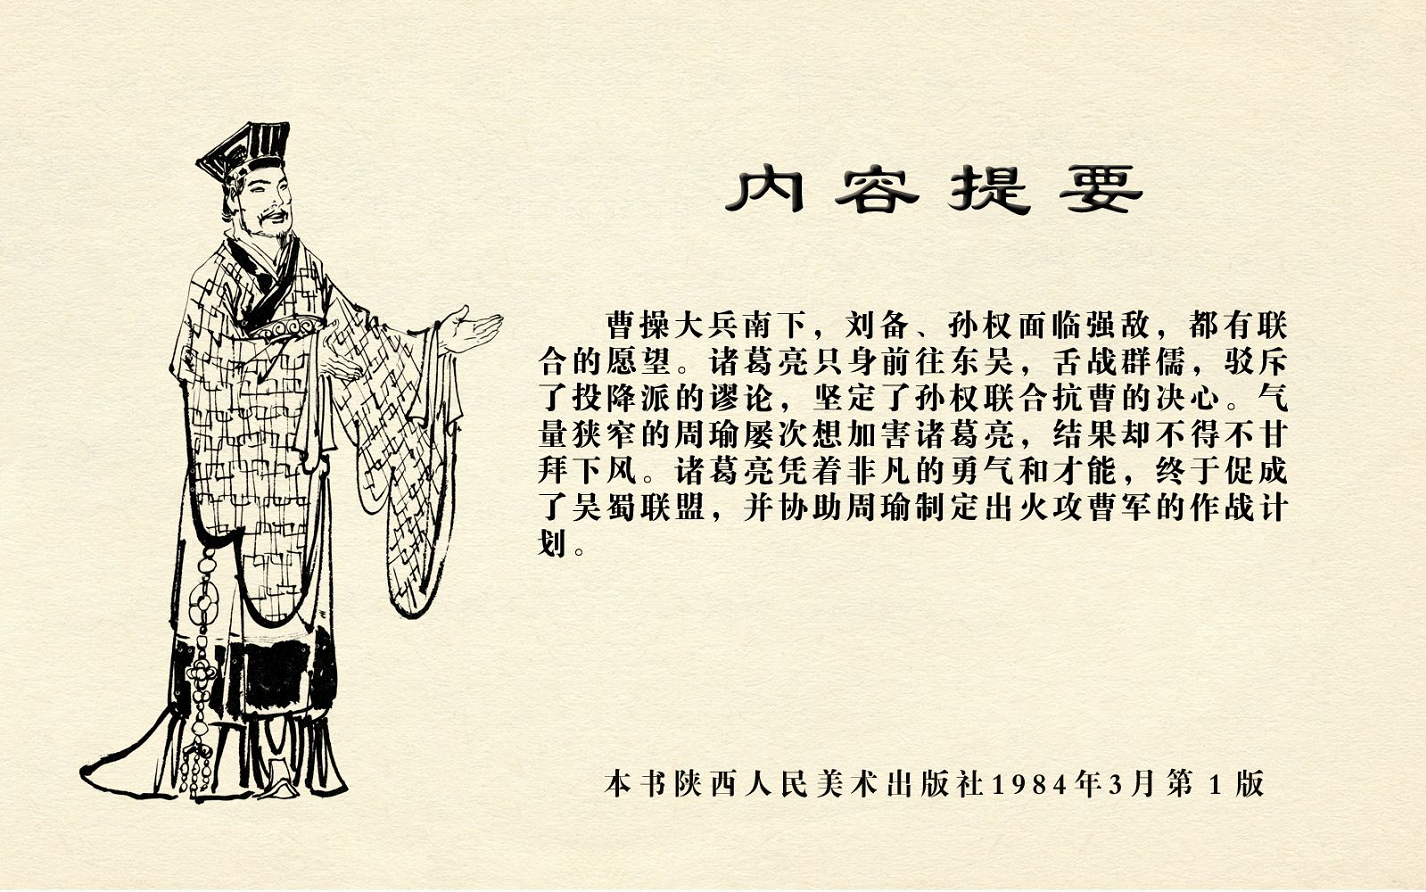 内容提要
曹操大兵南下，刘备、孙权面临强敌，都有联
合的愿望。诸葛亮只身前往东吴，舌战群儒，驳斥
了投降派的谬论，坚定了孙权联合抗曹的决心。气
量狭窄的周瑜屡次想加害诸葛亮，结果却不得不甘
拜下风。诸葛亮凭着非凡的勇气和才能，终于促成
了吴蜀联盟，并协助周瑜制定出火攻曹军的作战计
划。
本书陕西人民美术出版社1984年3月第 1 版